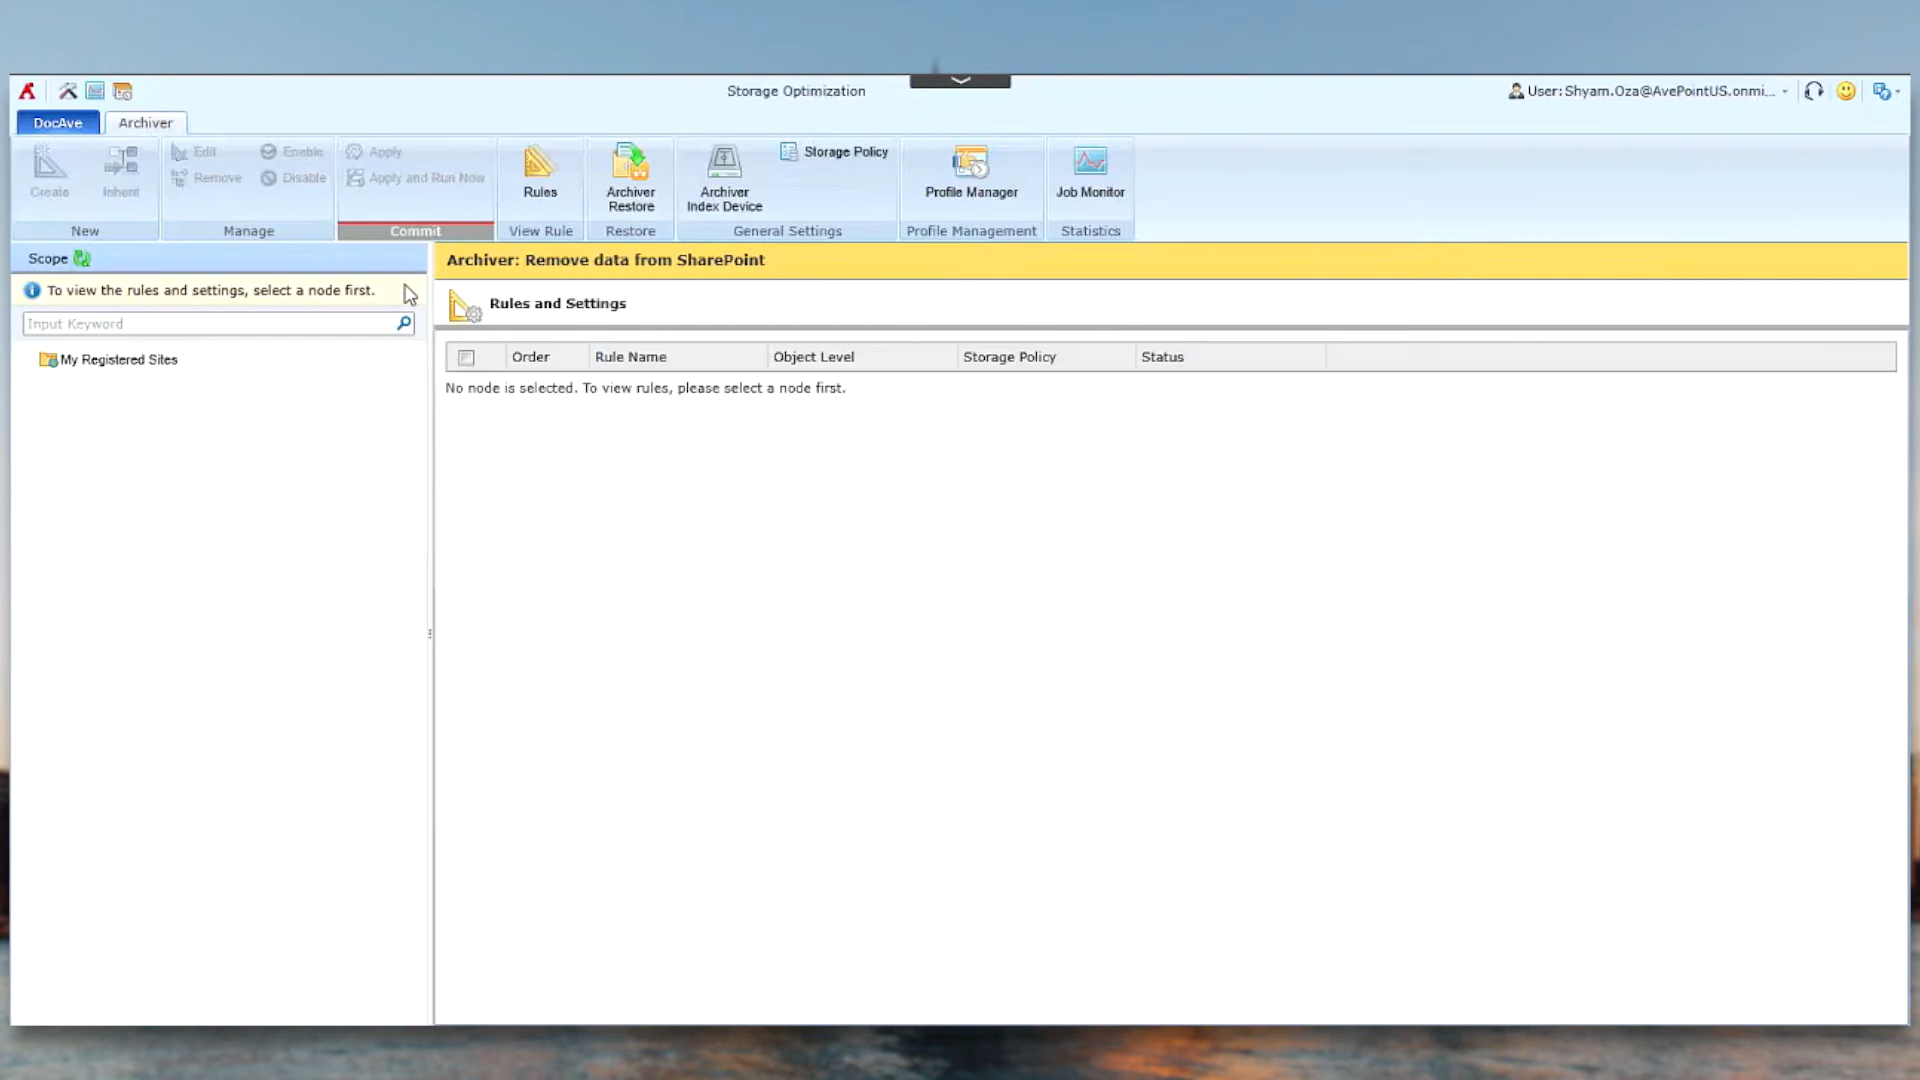 Storage Optimization
User: Shyam.Oza@AvePointUS.onmi...
DocAve
Archiver
Create
Inherit
New
Edit
Enable
Remove
Disable
Manage
Apply
Apply and Run Now
Commit
Rules
View Rule
Archiver
Restore
Restore
Archiver
Index Device
Storage Policy
General Settings
Profile Manager
Profile Management
Job Monitor
Statistics
Scope
To view the rules and settings, select a node first.
Input Keyword
My Registered Sites
Archiver: Remove data from SharePoint
Rules and Settings
Order Rule Name Object Level Storage Policy Status
No node is selected. To view rules, please select a node first.